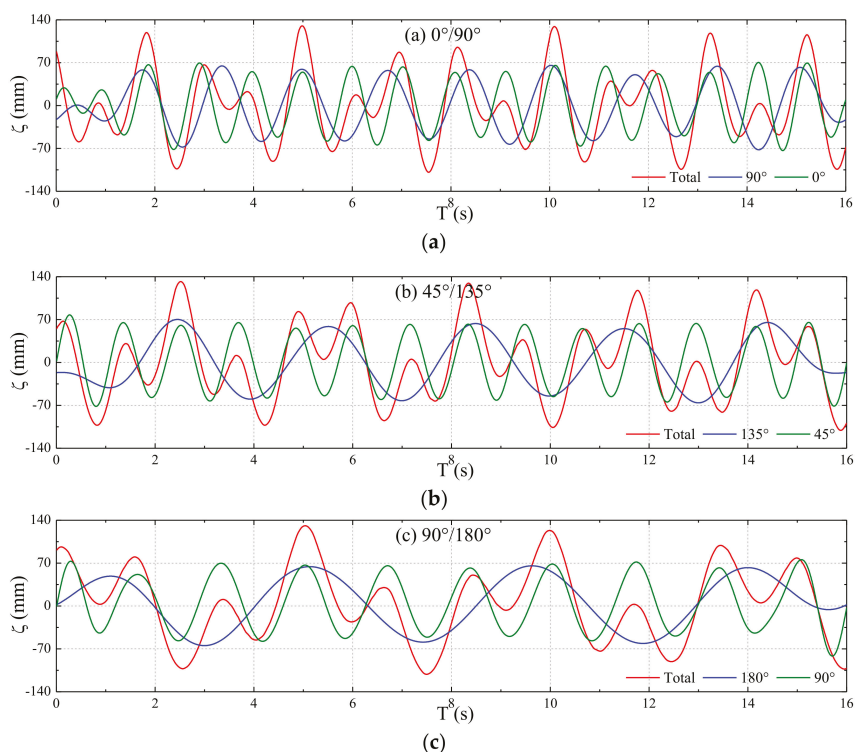 (a) 0°/90°
140
70
0
-70
-140
ζ (mm)
Total 90° 0°
0 2 4 6 8 10 12 14 16
T (s)
(a)
(b) 45°/135°
140
70
0
-70
-140
ζ (mm)
Total 135° 45°
0 2 4 6 8 10 12 14 16
T (s)
(b)
(c) 90°/180°
140
70
0
-70
-140
ζ (mm)
Total 180° 90°
0 2 4 6 8 10 12 14 16
T (s)
(c)